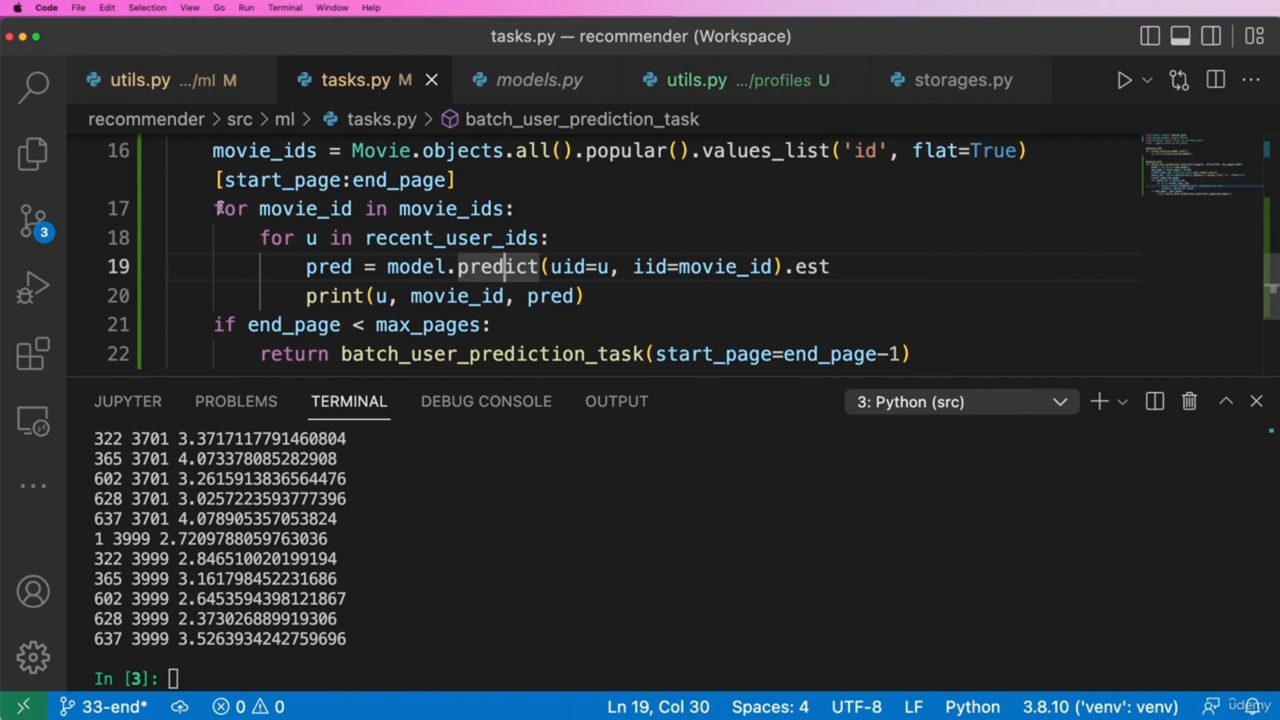 Code File Edit Selection View Go Run Terminal Window Help
tasks.py — recommender (Workspace)
utils.py .../ml M tasks.py M models.py utils.py .../profiles U storages.py
recommender > src > ml > tasks.py > batch_user_prediction_task
16 movie_ids = Movie.objects.all().popular().values_list('id', flat=True)
[start_page:end_page]
17 for movie_id in movie_ids:
18 for u in recent_user_ids:
19 pred = model.predict(uid=u, iid=movie_id).est
20 print(u, movie_id, pred)
21 if end_page < max_pages:
22 return batch_user_prediction_task(start_page=end_page-1)
JUPYTER PROBLEMS TERMINAL DEBUG CONSOLE OUTPUT 3: Python (src)
322 3701 3.3717117791460804
365 3701 4.073378085282908
602 3701 3.2615913836564476
628 3701 3.0257223593777396
637 3701 4.078905357053824
1 3999 2.7209788059763036
322 3999 2.846510020199194
365 3999 3.161798452231686
602 3999 2.6453594398121867
628 3999 2.373026889919306
637 3999 3.5263934242759696
In [3]:
3
33-end* 0 0 Ln 19, Col 30 Spaces: 4 UTF-8 LF Python 3.8.10 ('venv': venv) udemy